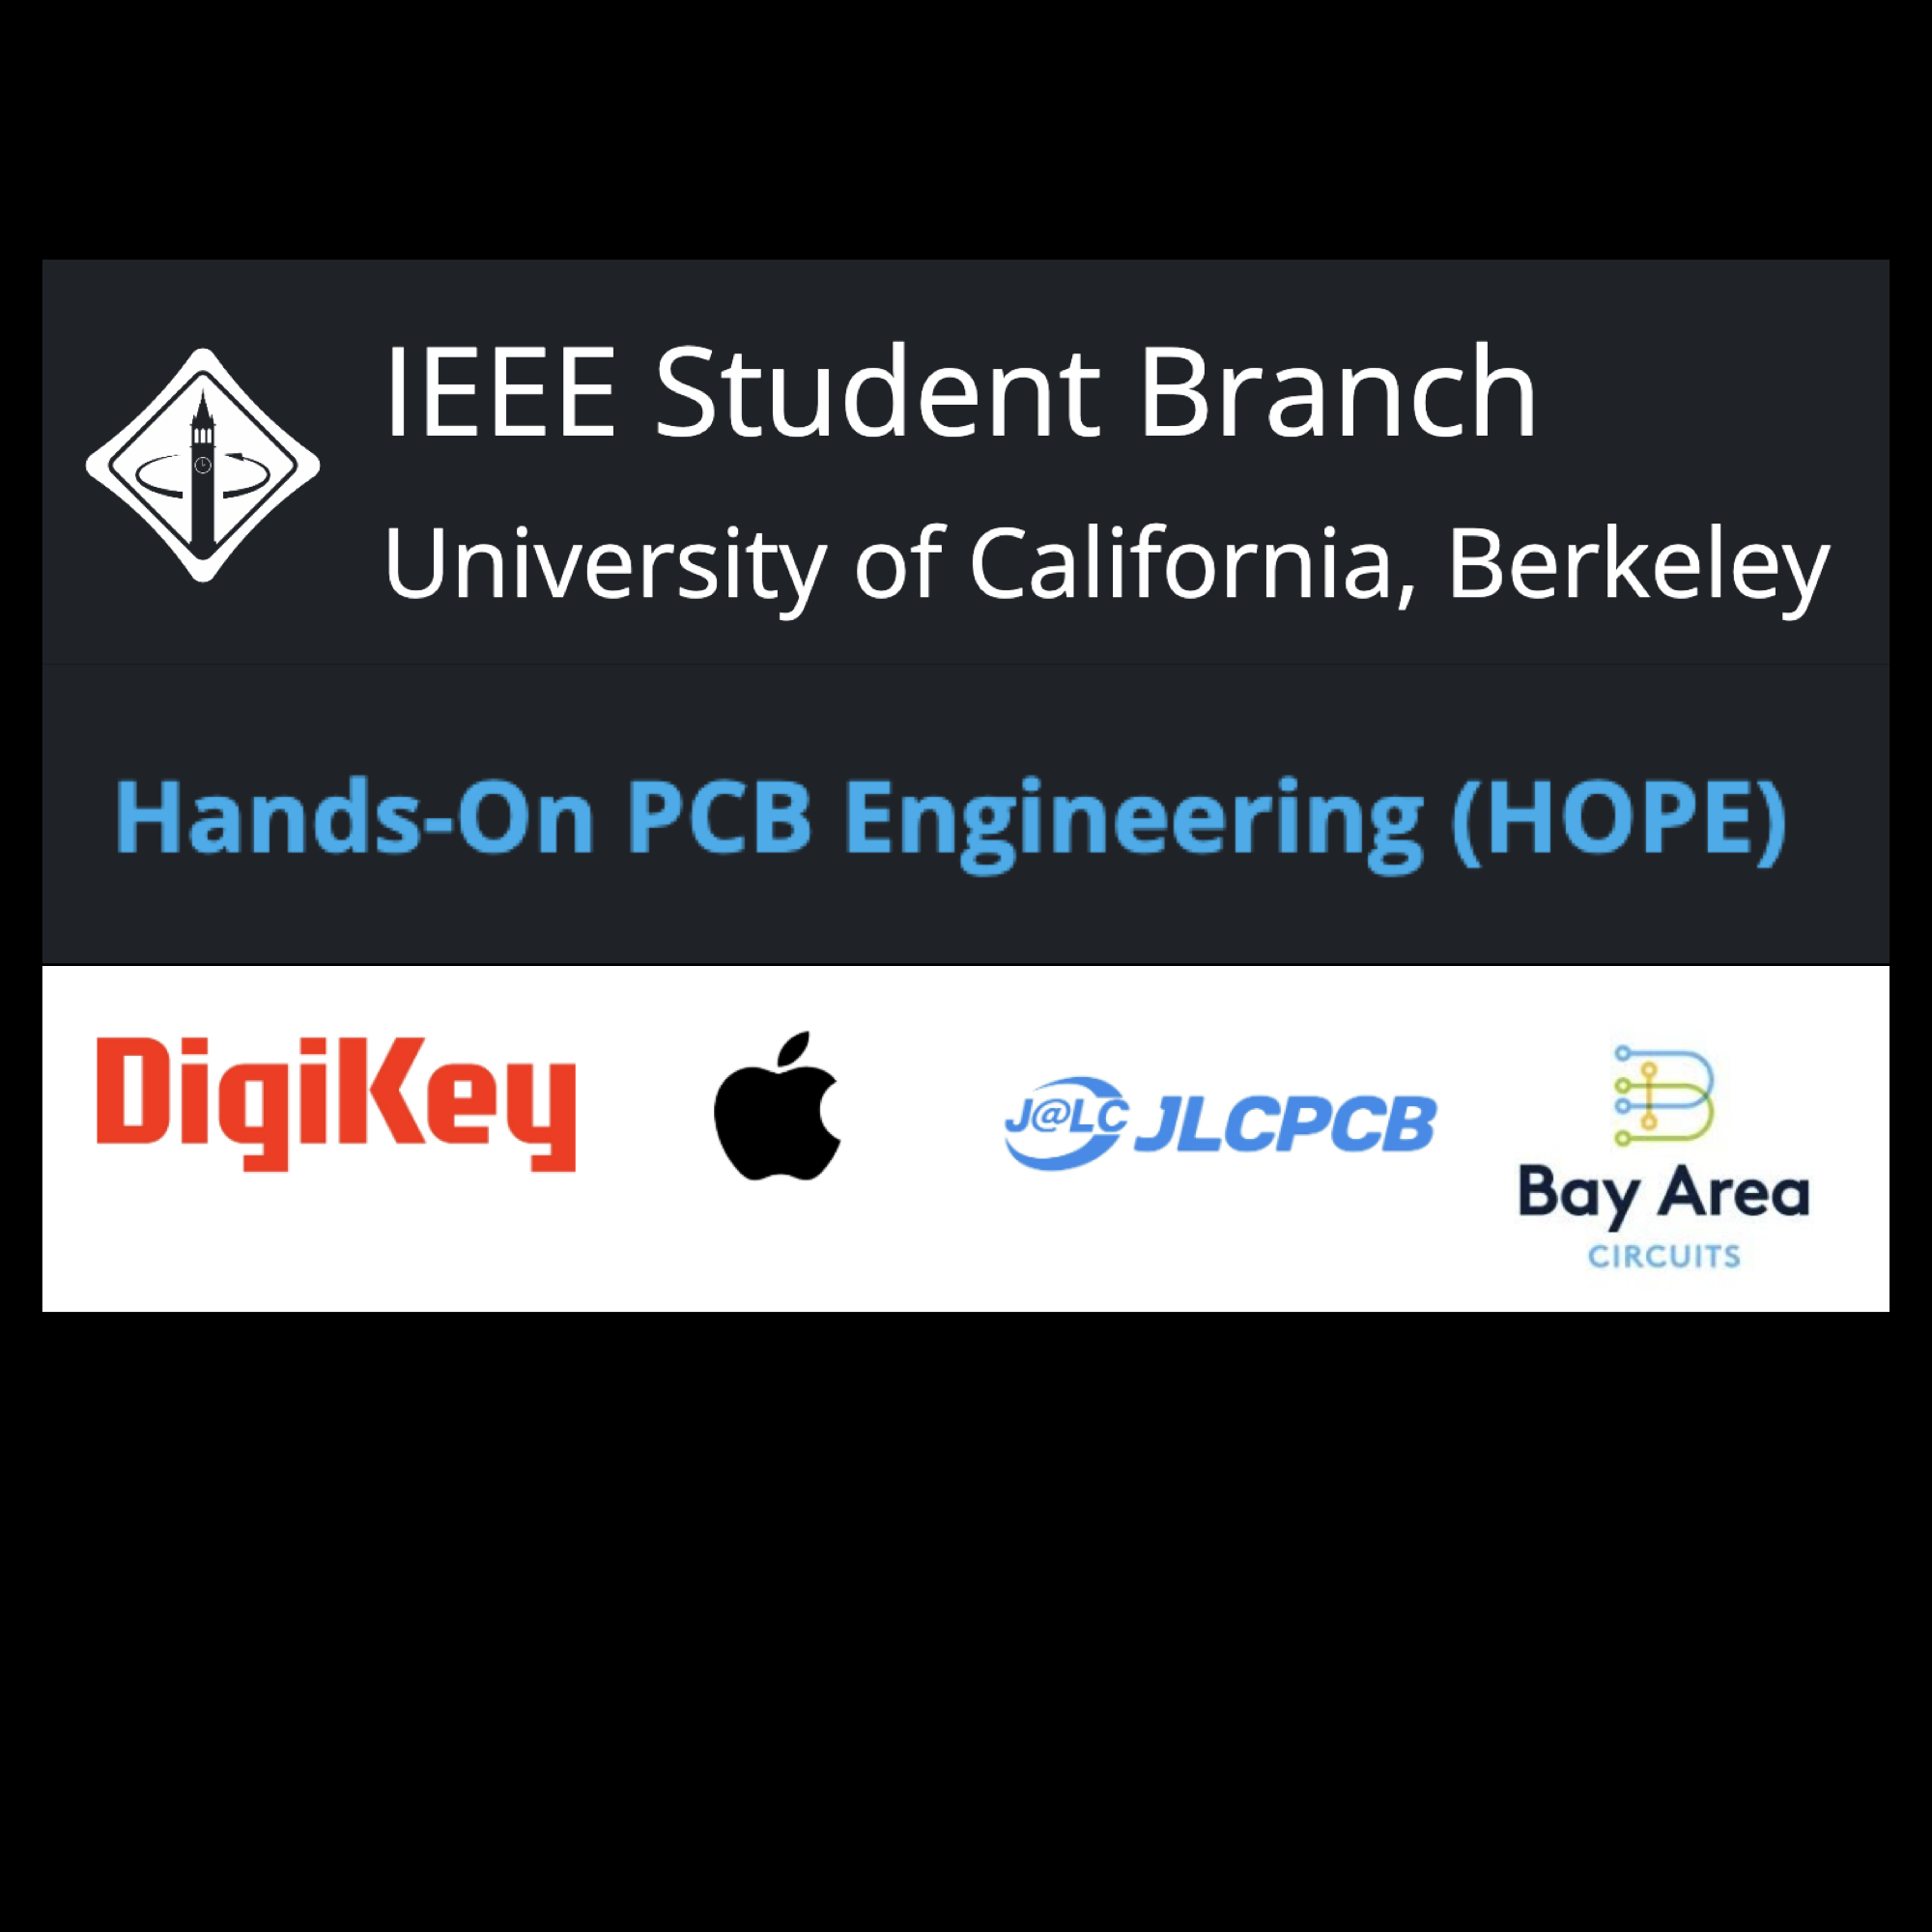 IEEE Student Branch
University of California, Berkeley
Hands-On PCB Engineering (HOPE)
DigiKey
J@LC JLCPCB
Bay Area
CIRCUITS